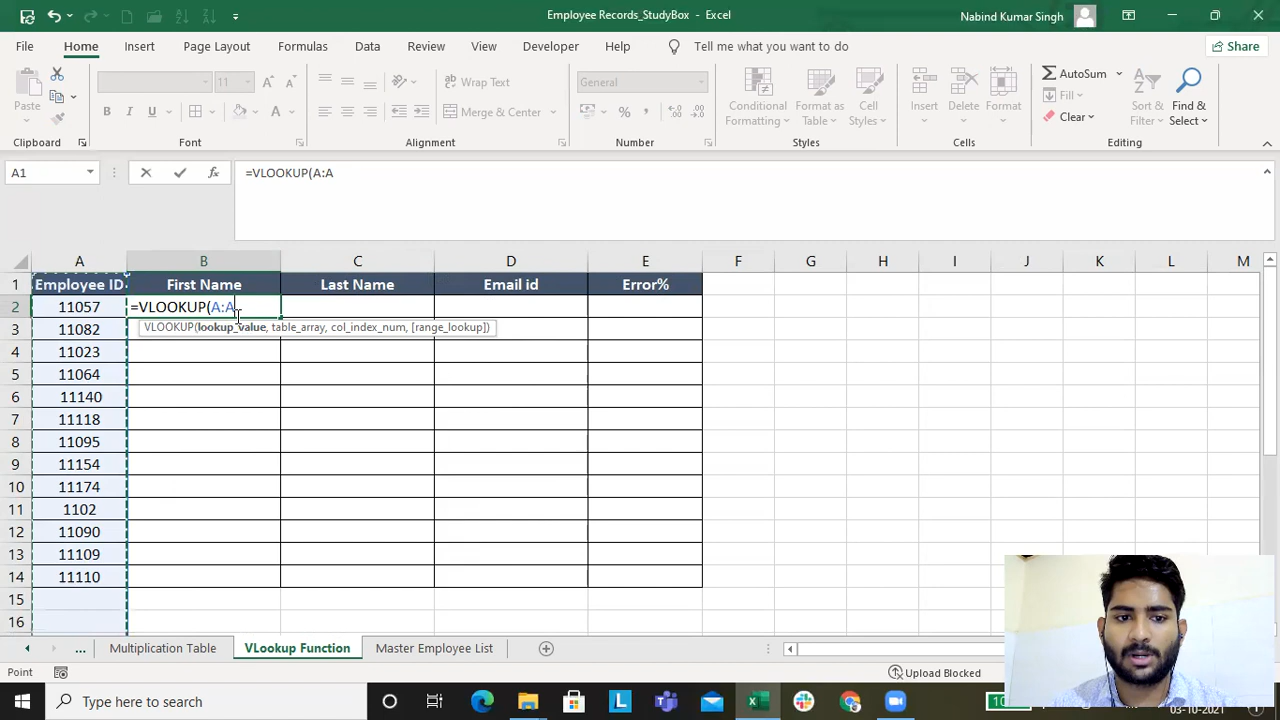 Employee Records_StudyBox - Excel
Nabind Kumar Singh
File Home Insert Page Layout Formulas Data Review View Developer Help Tell me what you want to do Share
11 Wrap Text General AutoSum
Paste Fill
B I U A Merge & Center % Conditional Formatting Format as Table Cell Styles Insert Delete Format Clear Sort & Filter Find & Select
Clipboard Font Alignment Number Styles Cells Editing
A1 fx =VLOOKUP(A:A
A B C D E F G H I J K L M
1 Employee ID First Name Last Name Email id Error%
2 11057 =VLOOKUP(A:A
VLOOKUP(lookup_value, table_array, col_index_num, [range_lookup])
3 11082
4 11023
5 11064
6 11140
7 11118
8 11095
9 11154
10 11174
11 1102
12 11090
13 11109
14 11110
15
16
... Multiplication Table VLookup Function Master Employee List
Point Upload Blocked
Type here to search
03-10-2021